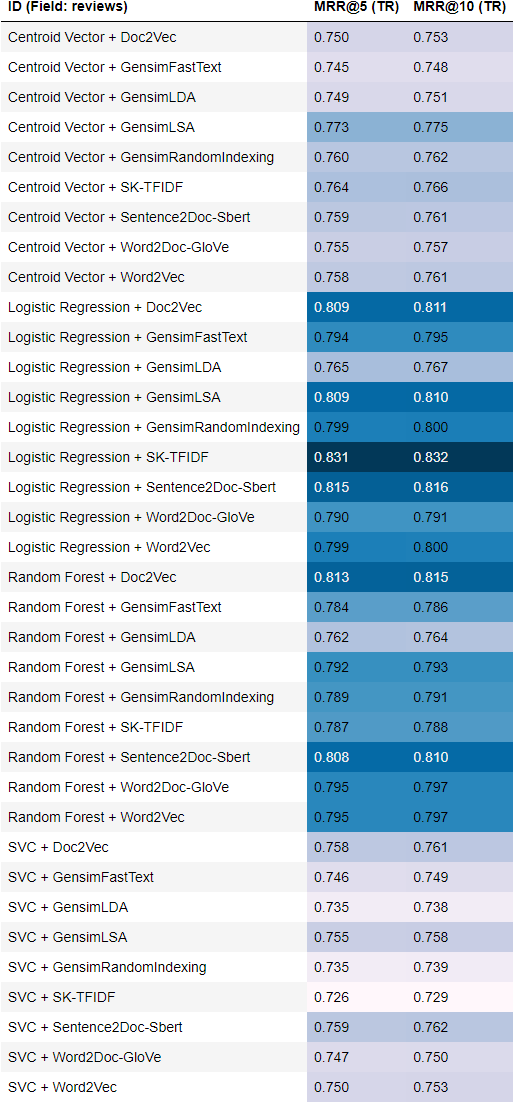 ID (Field: reviews) MRR@5 (TR) MRR@10 (TR)
Centroid Vector + Doc2Vec 0.750 0.753
Centroid Vector + GensimFastText 0.745 0.748
Centroid Vector + GensimLDA 0.749 0.751
Centroid Vector + GensimLSA 0.773 0.775
Centroid Vector + GensimRandomIndexing 0.760 0.762
Centroid Vector + SK-TFIDF 0.764 0.766
Centroid Vector + Sentence2Doc-Sbert 0.759 0.761
Centroid Vector + Word2Doc-GloVe 0.755 0.757
Centroid Vector + Word2Vec 0.758 0.761
Logistic Regression + Doc2Vec 0.809 0.811
Logistic Regression + GensimFastText 0.794 0.795
Logistic Regression + GensimLDA 0.765 0.767
Logistic Regression + GensimLSA 0.809 0.810
Logistic Regression + GensimRandomIndexing 0.799 0.800
Logistic Regression + SK-TFIDF 0.831 0.832
Logistic Regression + Sentence2Doc-Sbert 0.815 0.816
Logistic Regression + Word2Doc-GloVe 0.790 0.791
Logistic Regression + Word2Vec 0.799 0.800
Random Forest + Doc2Vec 0.813 0.815
Random Forest + GensimFastText 0.784 0.786
Random Forest + GensimLDA 0.762 0.764
Random Forest + GensimLSA 0.792 0.793
Random Forest + GensimRandomIndexing 0.789 0.791
Random Forest + SK-TFIDF 0.787 0.788
Random Forest + Sentence2Doc-Sbert 0.808 0.810
Random Forest + Word2Doc-GloVe 0.795 0.797
Random Forest + Word2Vec 0.795 0.797
SVC + Doc2Vec 0.758 0.761
SVC + GensimFastText 0.746 0.749
SVC + GensimLDA 0.735 0.738
SVC + GensimLSA 0.755 0.758
SVC + GensimRandomIndexing 0.735 0.739
SVC + SK-TFIDF 0.726 0.729
SVC + Sentence2Doc-Sbert 0.759 0.762
SVC + Word2Doc-GloVe 0.747 0.750
SVC + Word2Vec 0.750 0.753